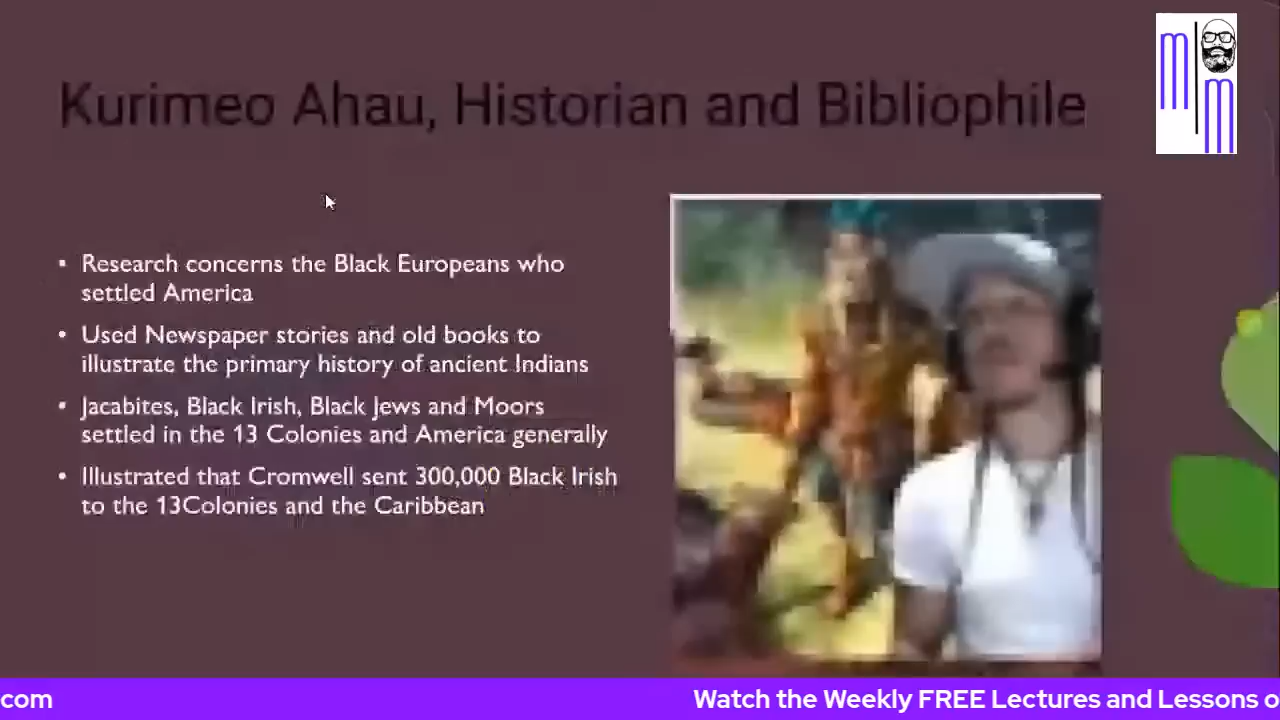 Kurimeo Ahau, Historian and Bibliophile
• Research concerns the Black Europeans who
settled America
• Used Newspaper stories and old books to
illustrate the primary history of ancient Indians
• Jacabites, Black Irish, Black Jews and Moors
settled in the 13 Colonies and America generally
• Illustrated that Cromwell sent 300,000 Black Irish
to the 13Colonies and the Caribbean
m m
com
Watch the Weekly FREE Lectures and Lessons o